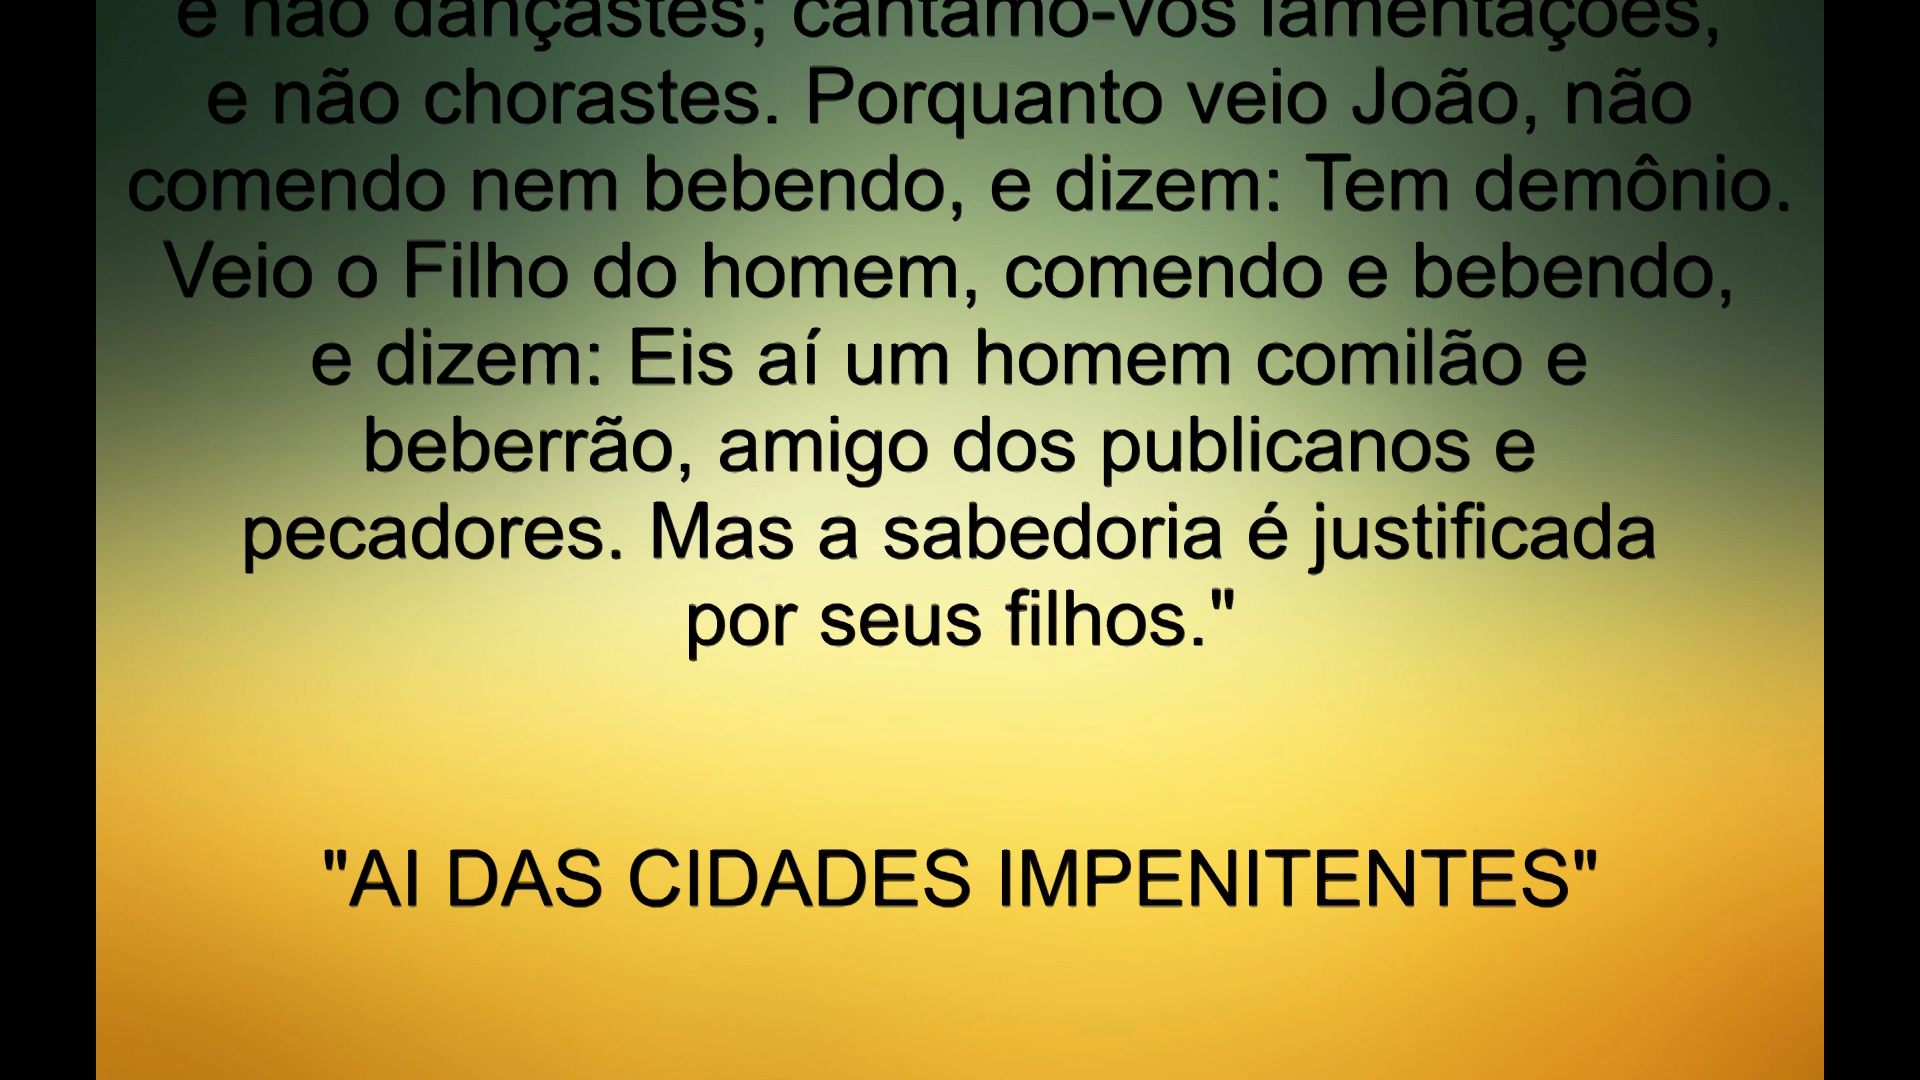 e não dançastes; cantamo-vos lamentações,
e não chorastes. Porquanto veio João, não
comendo nem bebendo, e dizem: Tem demônio.
Veio o Filho do homem, comendo e bebendo,
e dizem: Eis aí um homem comilão e
beberrão, amigo dos publicanos e
pecadores. Mas a sabedoria é justificada
por seus filhos."
"AI DAS CIDADES IMPENITENTES"